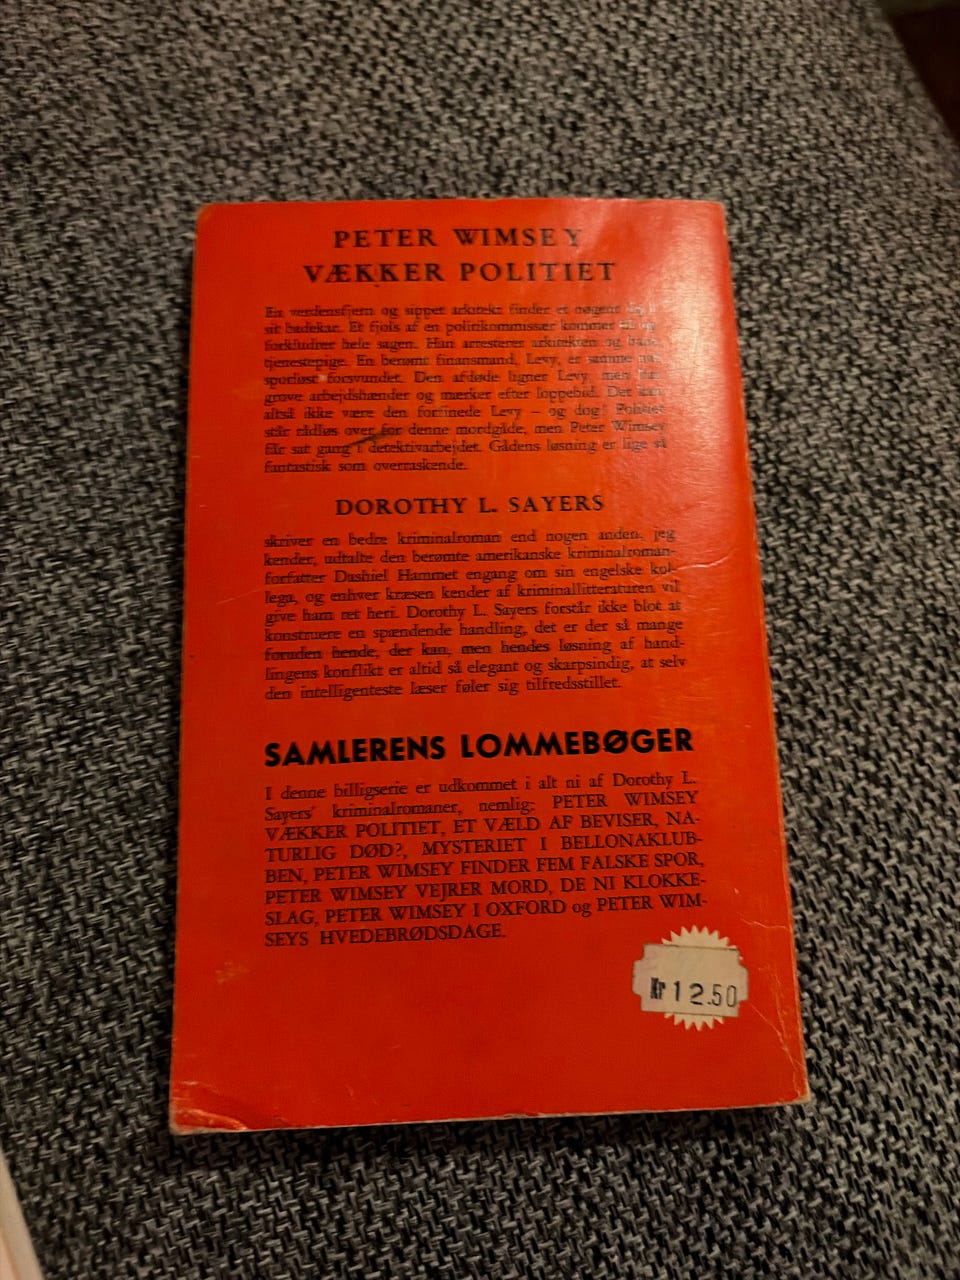 PETER WIMSEY
VÆKKER POLITIET
En verdensfjern og sippet arkitekt finder et nøgent
sit badekar. Et fjols af en politikommissær kommer til og
forkludrer hele sagen. Han arresterer arkitekten og hans
tjenestepige. En berømt finansmand, Levy, er samme
sporløst forsvundet. Den afdøde ligner Levy, men har
grove arbejdshænder og mærker efter loppebid. Det kan
altså ikke være den forfinede Levy – og dog! Politiet
står rådløs over for denne mordgåde, men Peter Wimsey
får sat gang i detektivarbejdet. Gådens løsning er lige så
fantastisk som overraskende.
DOROTHY L. SAYERS
skriver en bedre kriminalroman end nogen anden, jeg
kender, udtalte den berømte amerikanske kriminalroman-
forfatter Dashiel Hammet engang om sin engelske kol-
lega, og enhver kræsen kender af kriminallitteraturen vil
give ham ret heri. Dorothy L. Sayers forstår ikke blot at
konstruere en spændende handling, det er der så mange
foruden hende, der kan, men hendes løsning af hand-
lingens konflikt er altid så elegant og skarpsindig, at selv
den intelligenteste læser føler sig tilfredsstillet.
SAMLERENS LOMMEBØGER
I denne billigserie er udkommet i alt ni af Dorothy L.
Sayers' kriminalromaner, nemlig: PETER WIMSEY
VÆKKER POLITIET, ET VÆLD AF BEVISER, NA-
TURLIG DØD?, MYSTERIET I BELLONAKLUB-
BEN, PETER WIMSEY FINDER FEM FALSKE SPOR,
PETER WIMSEY VEJRER MORD, DE NI KLOKKE-
SLAG, PETER WIMSEY I OXFORD og PETER WIM-
SEYS HVEDEBRØDSDAGE.
Kr 12.50